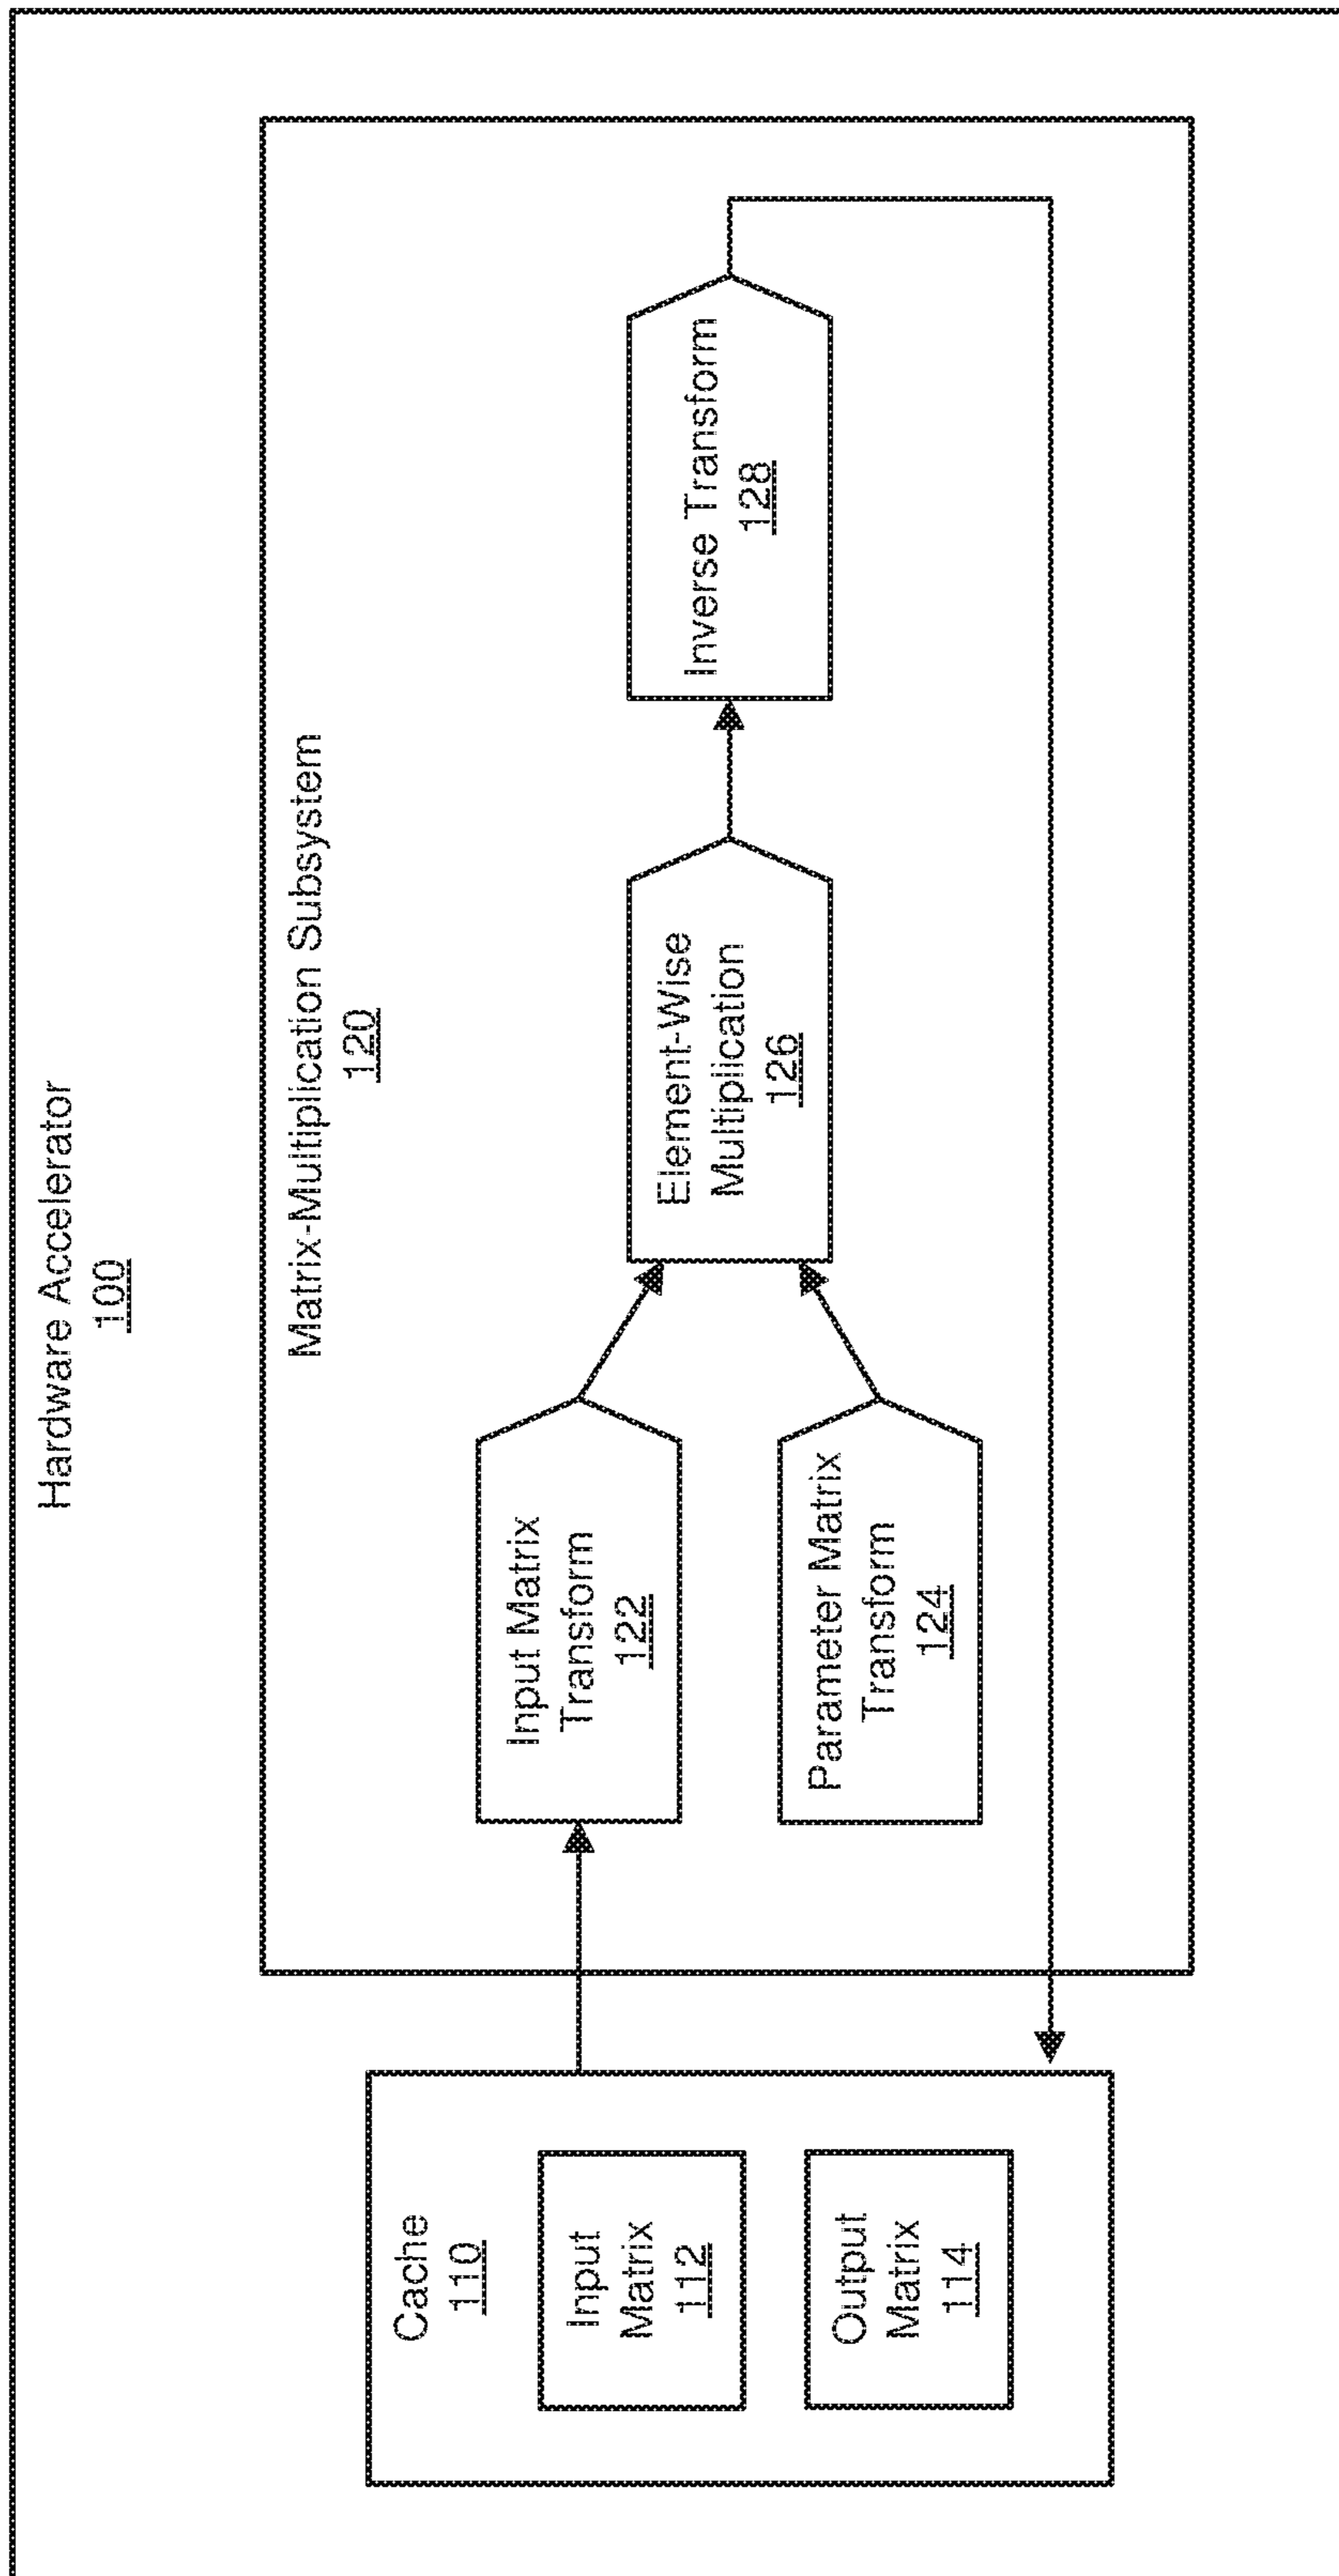 Hardware Accelerator
100
Matrix-Multiplication Subsystem
120
Cache
110
Input
Matrix
112
Output
Matrix
114
Input Matrix
Transform
122
Parameter Matrix
Transform
124
Element-Wise
Multiplication
126
Inverse Transform
128